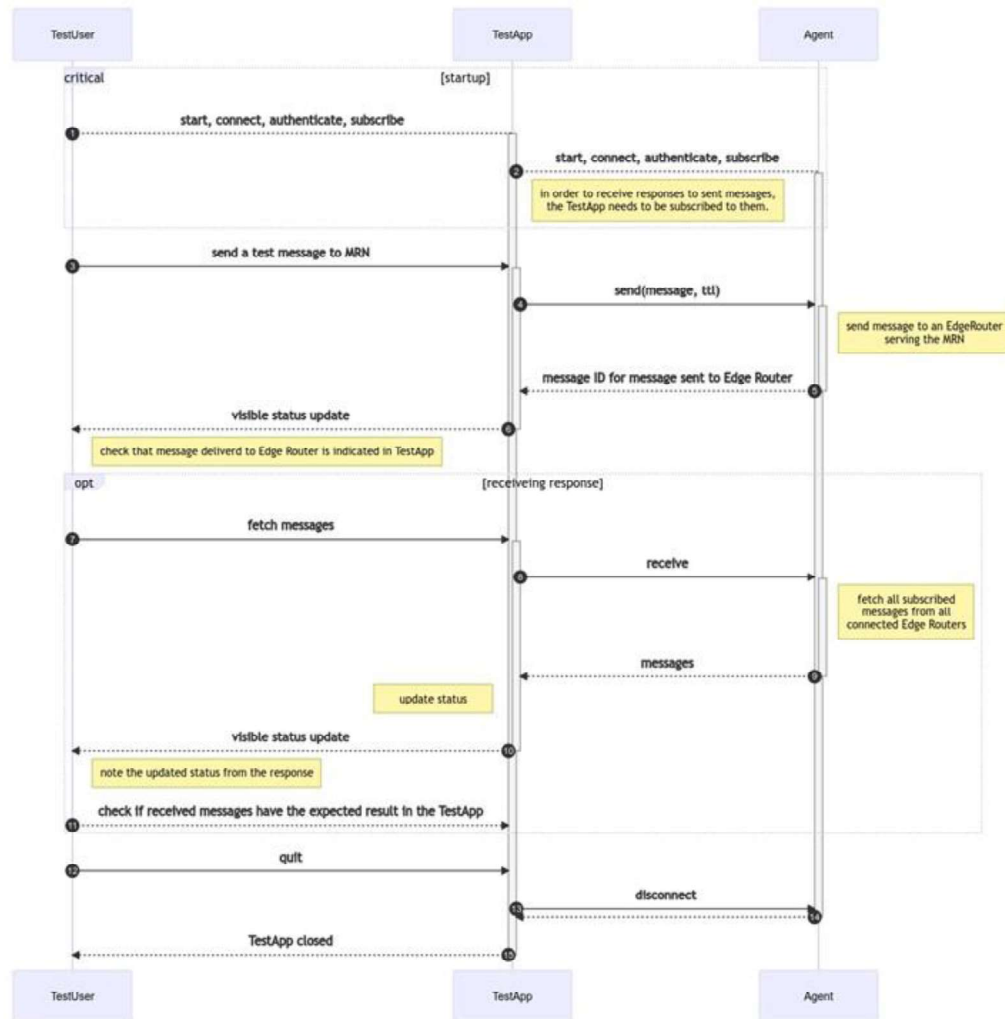 TestUser
TestApp
Agent
critical
[startup]
1
start, connect, authenticate, subscribe
2
start, connect, authenticate, subscribe
in order to receive responses to sent messages,
the TestApp needs to be subscribed to them.
3
send a test message to MRN
4
send(message, ttl)
send message to an EdgeRouter
serving the MRN
message ID for message sent to Edge Router
5
visible status update
6
check that message deliverd to Edge Router is indicated in TestApp
opt
[receiveing response]
7
fetch messages
8
receive
fetch all subscribed
messages from all
connected Edge Routers
messages
9
update status
visible status update
10
note the updated status from the response
11
check if received messages have the expected result in the TestApp
12
quit
13
disconnect
14
TestApp closed
15
TestUser
TestApp
Agent